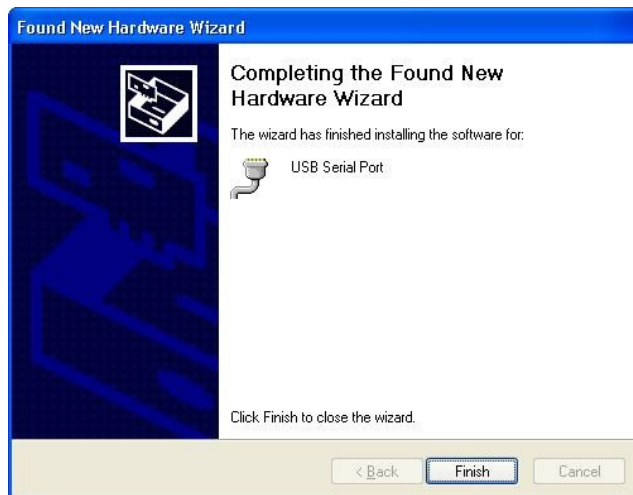 Found New Hardware Wizard
Completing the Found New
Hardware Wizard
The wizard has finished installing the software for:
USB Serial Port
Click Finish to close the wizard.
< Back
Finish
Cancel